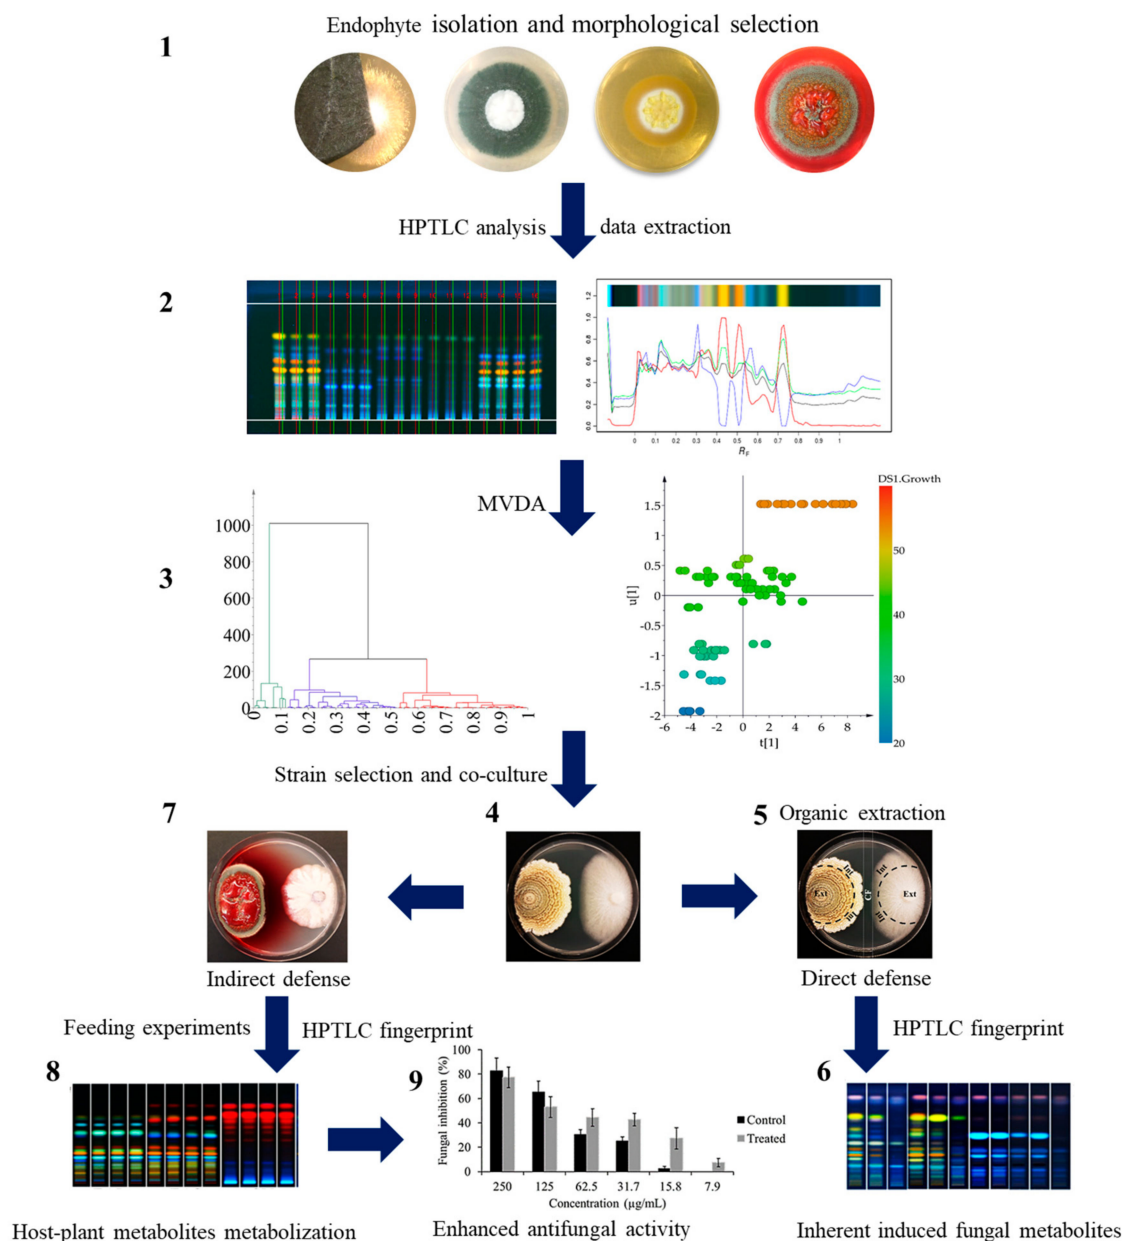 Endophyte isolation and morphological selection
1
HPTLC analysis
data extraction
2
1.2
1.0
0.8
0.6
0.4
0.2
0.0
0 0.1 0.2 0.3 0.4 0.5 0.6 0.7 0.8 0.9 1
RF
MVDA
3
1000
800
600
400
200
0
0 0.1 0.2 0.3 0.4 0.5 0.6 0.7 0.8 0.9 1
DS1.Growth
1.5
1
0.5
0
-0.5
-1
-1.5
-2
u[1]
-6 -4 -2 0 2 4 6 8
t[1]
50
40
30
20
Strain selection and co-culture
7
4
5 Organic extraction
Ext
Int
Int
CF
Int
Int
Ext
Indirect defense
Direct defense
Feeding experiments
HPTLC fingerprint
HPTLC fingerprint
8
9
6
Fungal inhibition (%)
100
80
60
40
20
0
Control
Treated
250 125 62.5 31.7 15.8 7.9
Concentration (µg/mL)
Host-plant metabolites metabolization
Enhanced antifungal activity
Inherent induced fungal metabolites